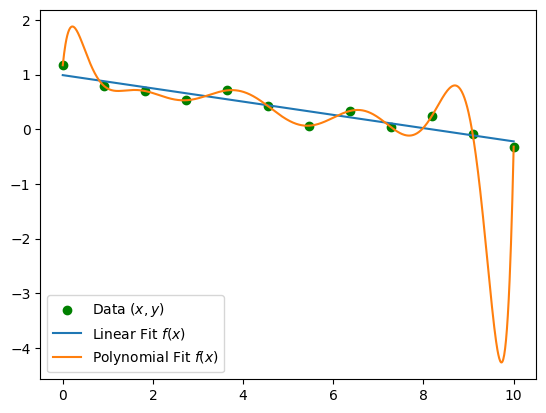 2
1
0
−1
−2
−3
−4
Data (x, y)
Linear Fit f(x)
Polynomial Fit f(x)
0 2 4 6 8 10